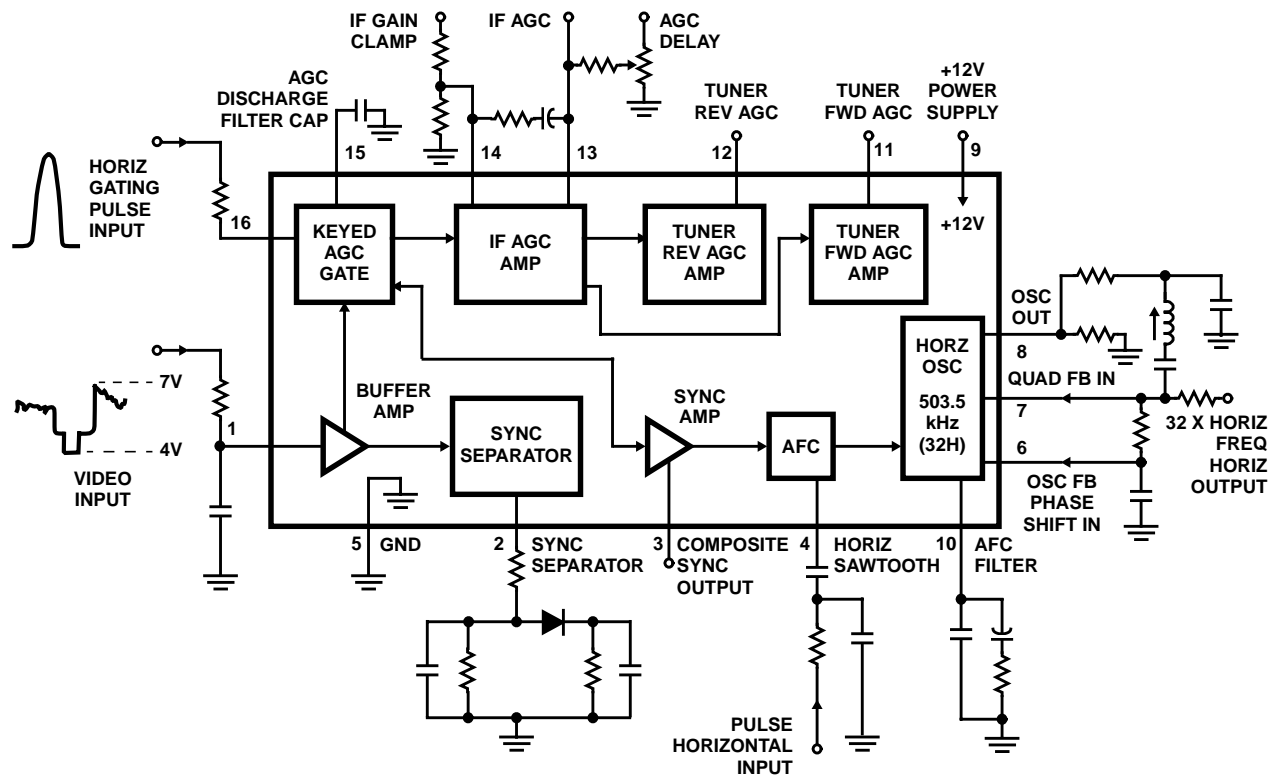 IF GAIN
CLAMP
IF AGC
AGC
DELAY
AGC
DISCHARGE
FILTER CAP
TUNER
REV AGC
TUNER
FWD AGC
+12V
POWER
SUPPLY
15
14
13
12
11
9
HORIZ
GATING
PULSE
INPUT
16
KEYED
AGC
GATE
IF AGC
AMP
TUNER
REV AGC
AMP
TUNER
FWD AGC
AMP
+12V
OSC
OUT
8
HORZ
OSC
503.5
kHz
(32H)
QUAD FB IN
7
6
OSC FB
PHASE
SHIFT IN
32 X HORIZ
FREQ
HORIZ
OUTPUT
7V
4V
VIDEO
INPUT
1
BUFFER
AMP
SYNC
SEPARATOR
SYNC
AMP
AFC
5
GND
2
SYNC
SEPARATOR
3
COMPOSITE
SYNC
OUTPUT
4
HORIZ
SAWTOOTH
10
AFC
FILTER
PULSE
HORIZONTAL
INPUT